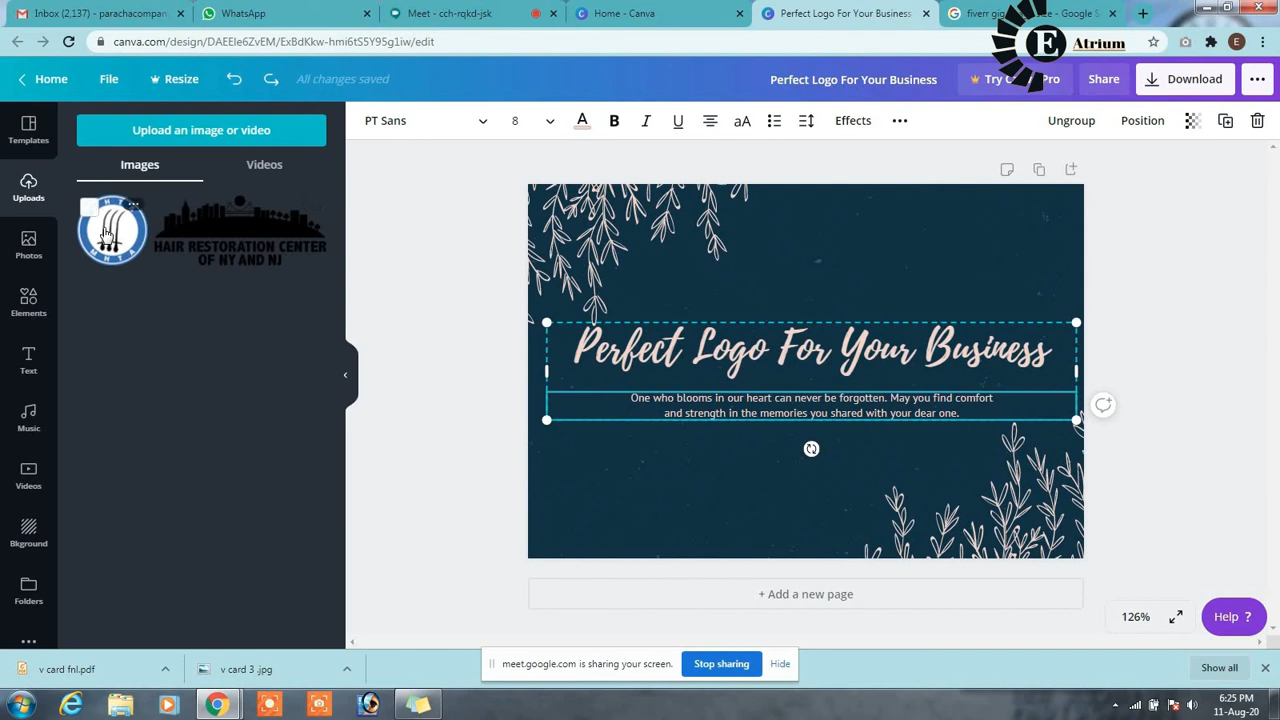 Inbox (2,137) - parachacompan
WhatsApp
Meet - cch-rqkd-jsk
Home - Canva
Perfect Logo For Your Business
fiverr gig
canva.com/design/DAEEIe6ZvEM/ExBdKkw-hmi6tS5Y95g1iw/edit
E
Atrium
E
Home
File
Resize
All changes saved
Perfect Logo For Your Business
Share
Download
Templates
Uploads
Photos
Elements
Text
Music
Videos
Bkground
Folders
Upload an image or video
Images
Videos
MHTA
HAIR RESTORATION CENTER
OF NY AND NJ
PT Sans
8
A
B
I
U
aA
Effects
Ungroup
Position
Perfect Logo For Your Business
One who blooms in our heart can never be forgotten. May you find comfort
and strength in the memories you shared with your dear one.
+ Add a new page
126%
Help ?
v card fnl.pdf
v card 3 .jpg
meet.google.com is sharing your screen.
Stop sharing
Hide
Show all
6:25 PM
11-Aug-20